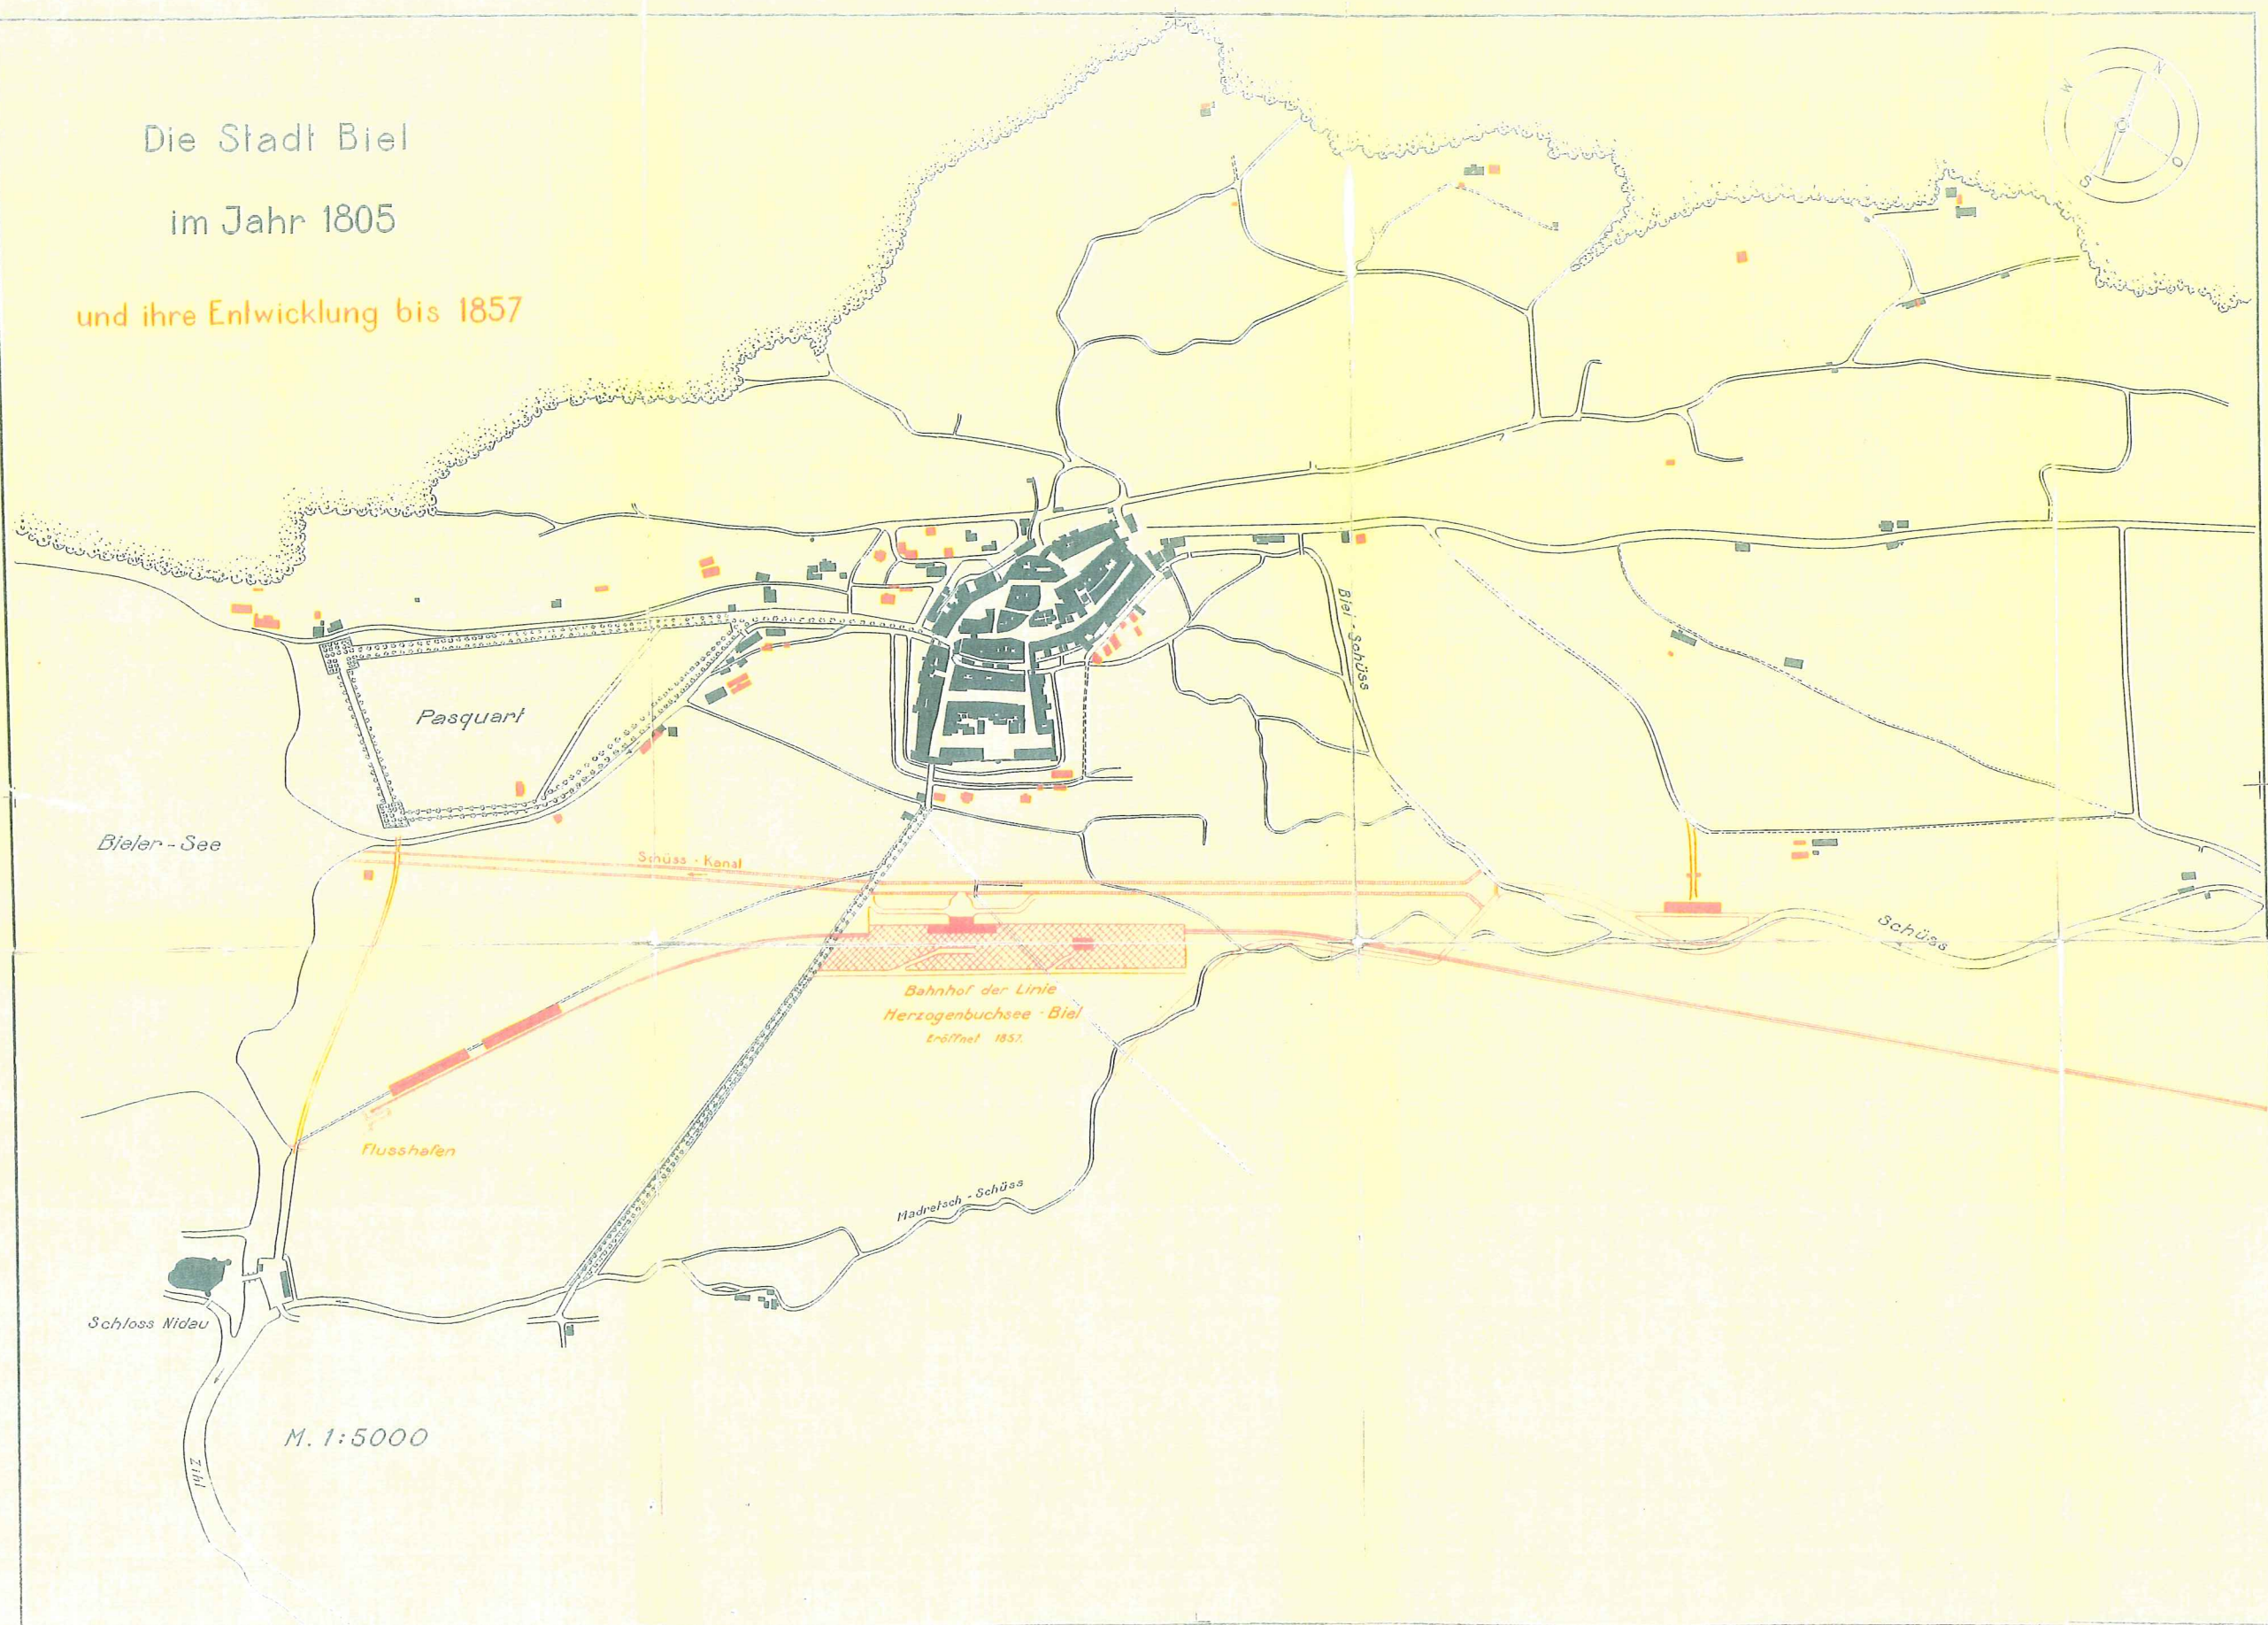 Die Stadt Biel
im Jahr 1805
und ihre Entwicklung bis 1857
N
W
O
S
Biel-Schüss
Pasquart
Bieler-See
Schüss-Kanal
Schüss
Bahnhof der Linie
Herzogenbuchsee-Biel
Eröffnet 1857.
Flusshafen
Madretsch-Schüss
Schloss Nidau
M. 1:5000
Zihl